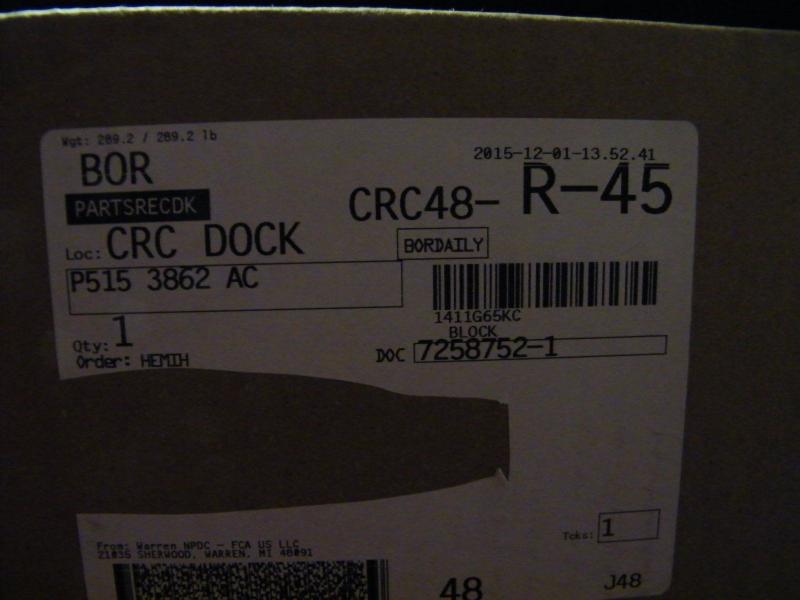 Wgt: 289.2 / 289.2 lb
2015-12-01-13.52.41
BOR
PARTSRECDK
CRC48- R-45
Loc: CRC DOCK
BORDAILY
P515 3862 AC
1411G65KC
BLOCK
Qty: 1
DOC 7258752-1
Order: HEMIH
From: Warren NPDC - FCA US LLC
21035 SHERWOOD, WARREN, MI 48091
Tcks: 1
48
J48